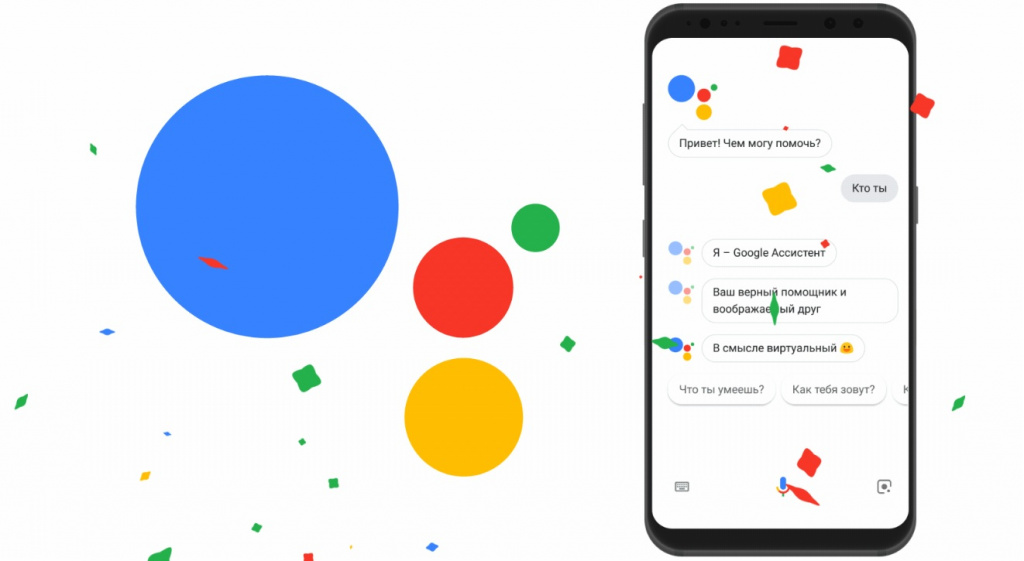 Привет! Чем могу помочь?
Кто ты
Я – Google Ассистент
Ваш верный помощник и
воображаемый друг
В смысле виртуальный
Что ты умеешь? Как тебя зовут? К